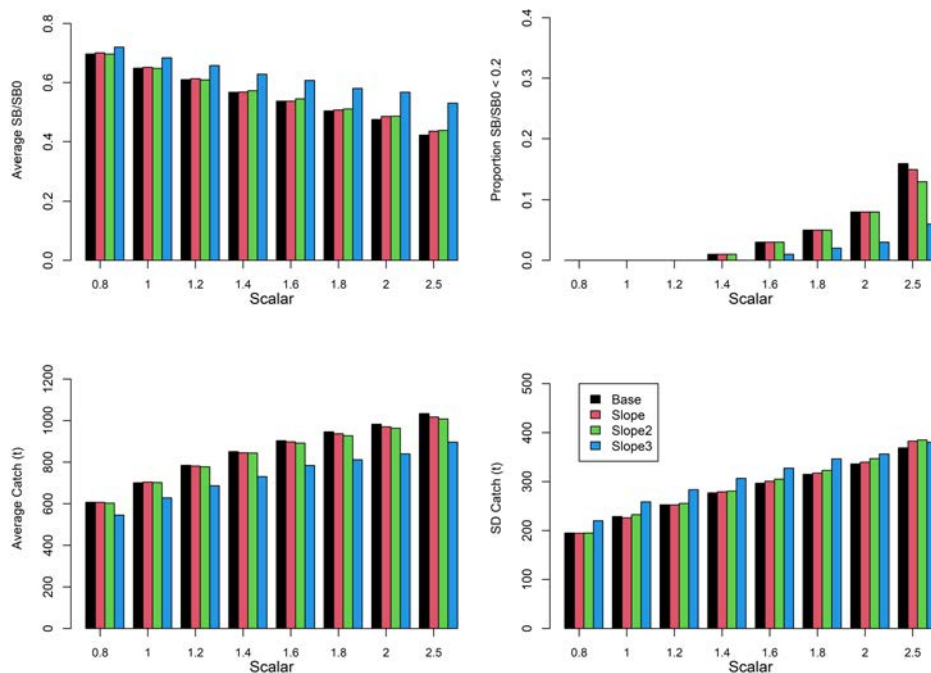 Average SB/SB0
0.8
0.6
0.4
0.2
0.0
0.8 1 1.2 1.4 1.6 1.8 2 2.5
Scalar
Proportion SB/SB0 < 0.2
0.4
0.3
0.2
0.1
0.0
0.8 1 1.2 1.4 1.6 1.8 2 2.5
Scalar
Average Catch (t)
1200
1000
800
600
400
200
0
0.8 1 1.2 1.4 1.6 1.8 2 2.5
Scalar
SD Catch (t)
500
400
300
200
100
0
Base
Slope
Slope2
Slope3
0.8 1 1.2 1.4 1.6 1.8 2 2.5
Scalar